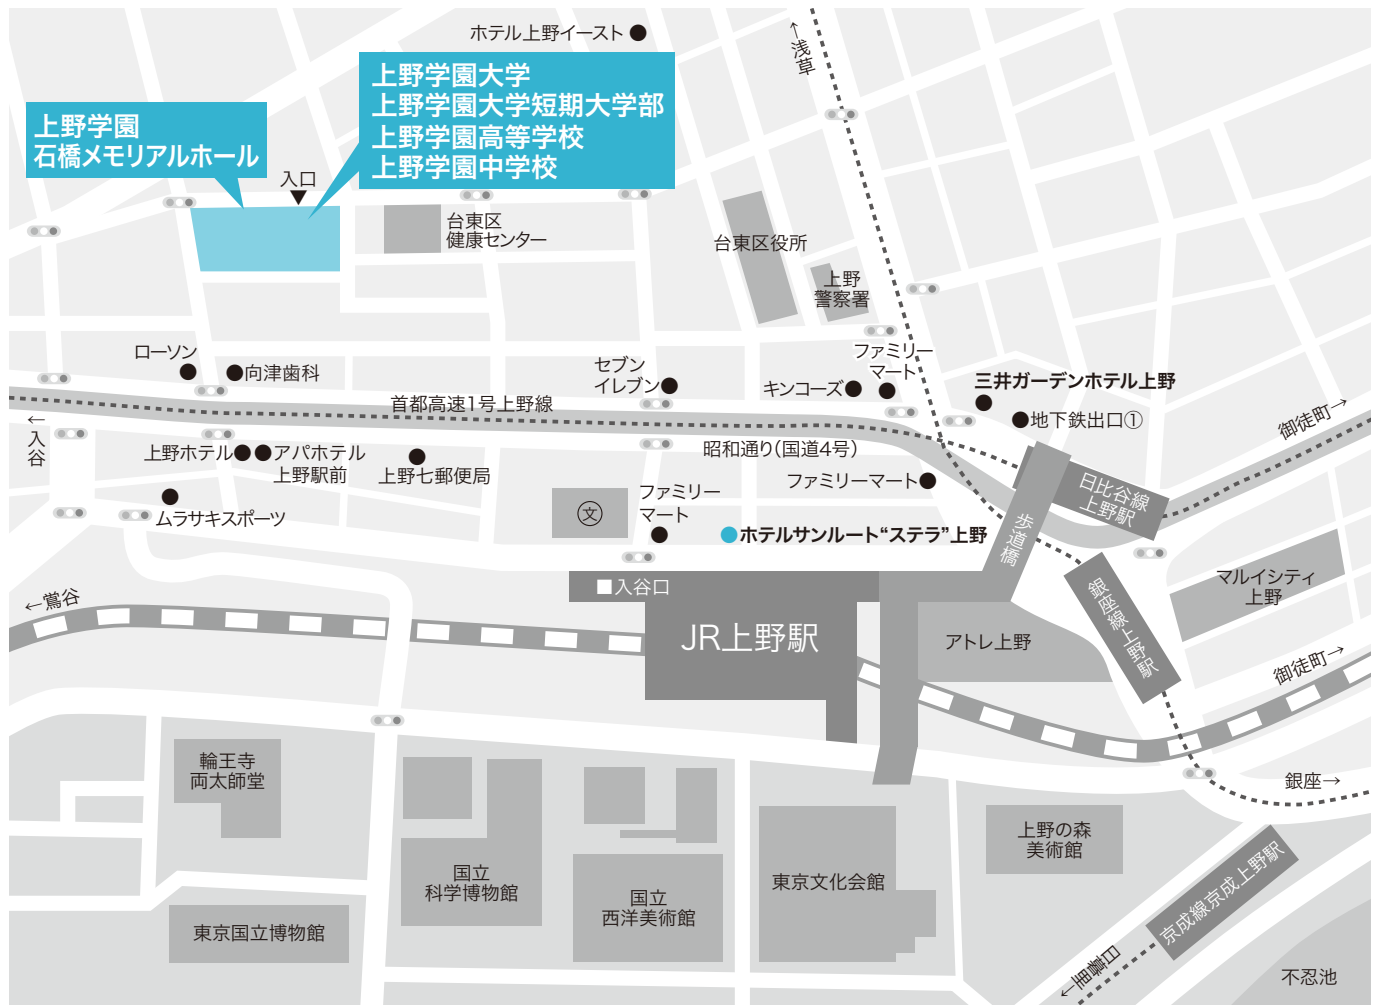 ホテル上野イースト
←浅草
上野学園大学
上野学園大学短期大学部
上野学園高等学校
上野学園中学校
上野学園
石橋メモリアルホール
入口
台東区
健康センター
台東区役所
上野
警察署
ローソン
向津歯科
セブン
イレブン
キンコーズ
ファミリー
マート
三井ガーデンホテル上野
地下鉄出口①
御徒町→
首都高速1号上野線
←入谷
上野ホテル
アパホテル
上野駅前
上野七郵便局
昭和通り(国道4号)
ファミリーマート
日比谷線
上野駅
ムラサキスポーツ
文
ファミリー
マート
ホテルサンルート“ステラ”上野
歩道橋
入谷口
マルイシティ
上野
←鶯谷
JR上野駅
アトレ上野
銀座線上野駅
御徒町→
輪王寺
両太師堂
銀座→
国立
科学博物館
国立
西洋美術館
東京文化会館
上野の森
美術館
京成線京成上野駅
東京国立博物館
日暮里→
不忍池